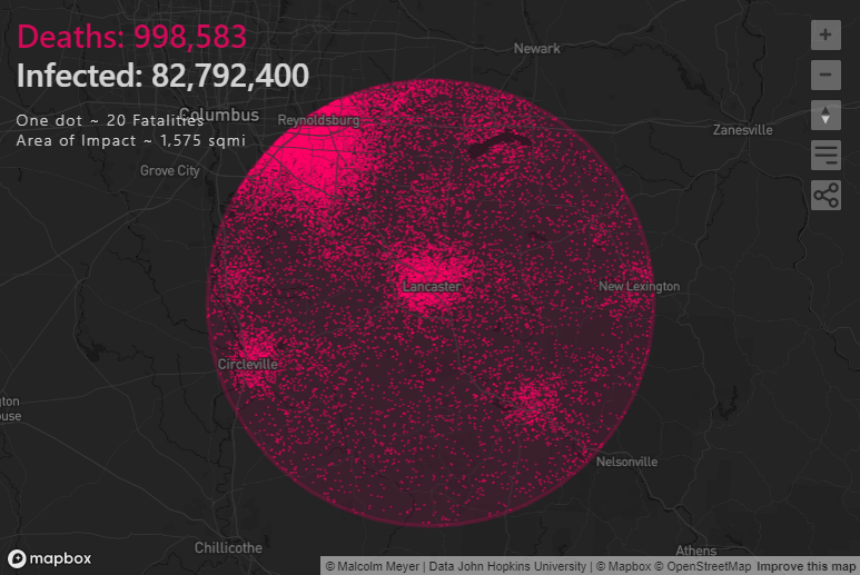 Deaths: 998,583
Infected: 82,792,400
One dot ~ 20 Fatalities
Area of Impact ~ 1,575 sqmi
Newark
Columbus
Reynoldsburg
Zanesville
Grove City
Lancaster
New Lexington
Circleville
ton
ouse
Nelsonville
Chillicothe
Athens
mapbox
© Malcolm Meyer | Data John Hopkins University | © Mapbox © OpenStreetMap Improve this map